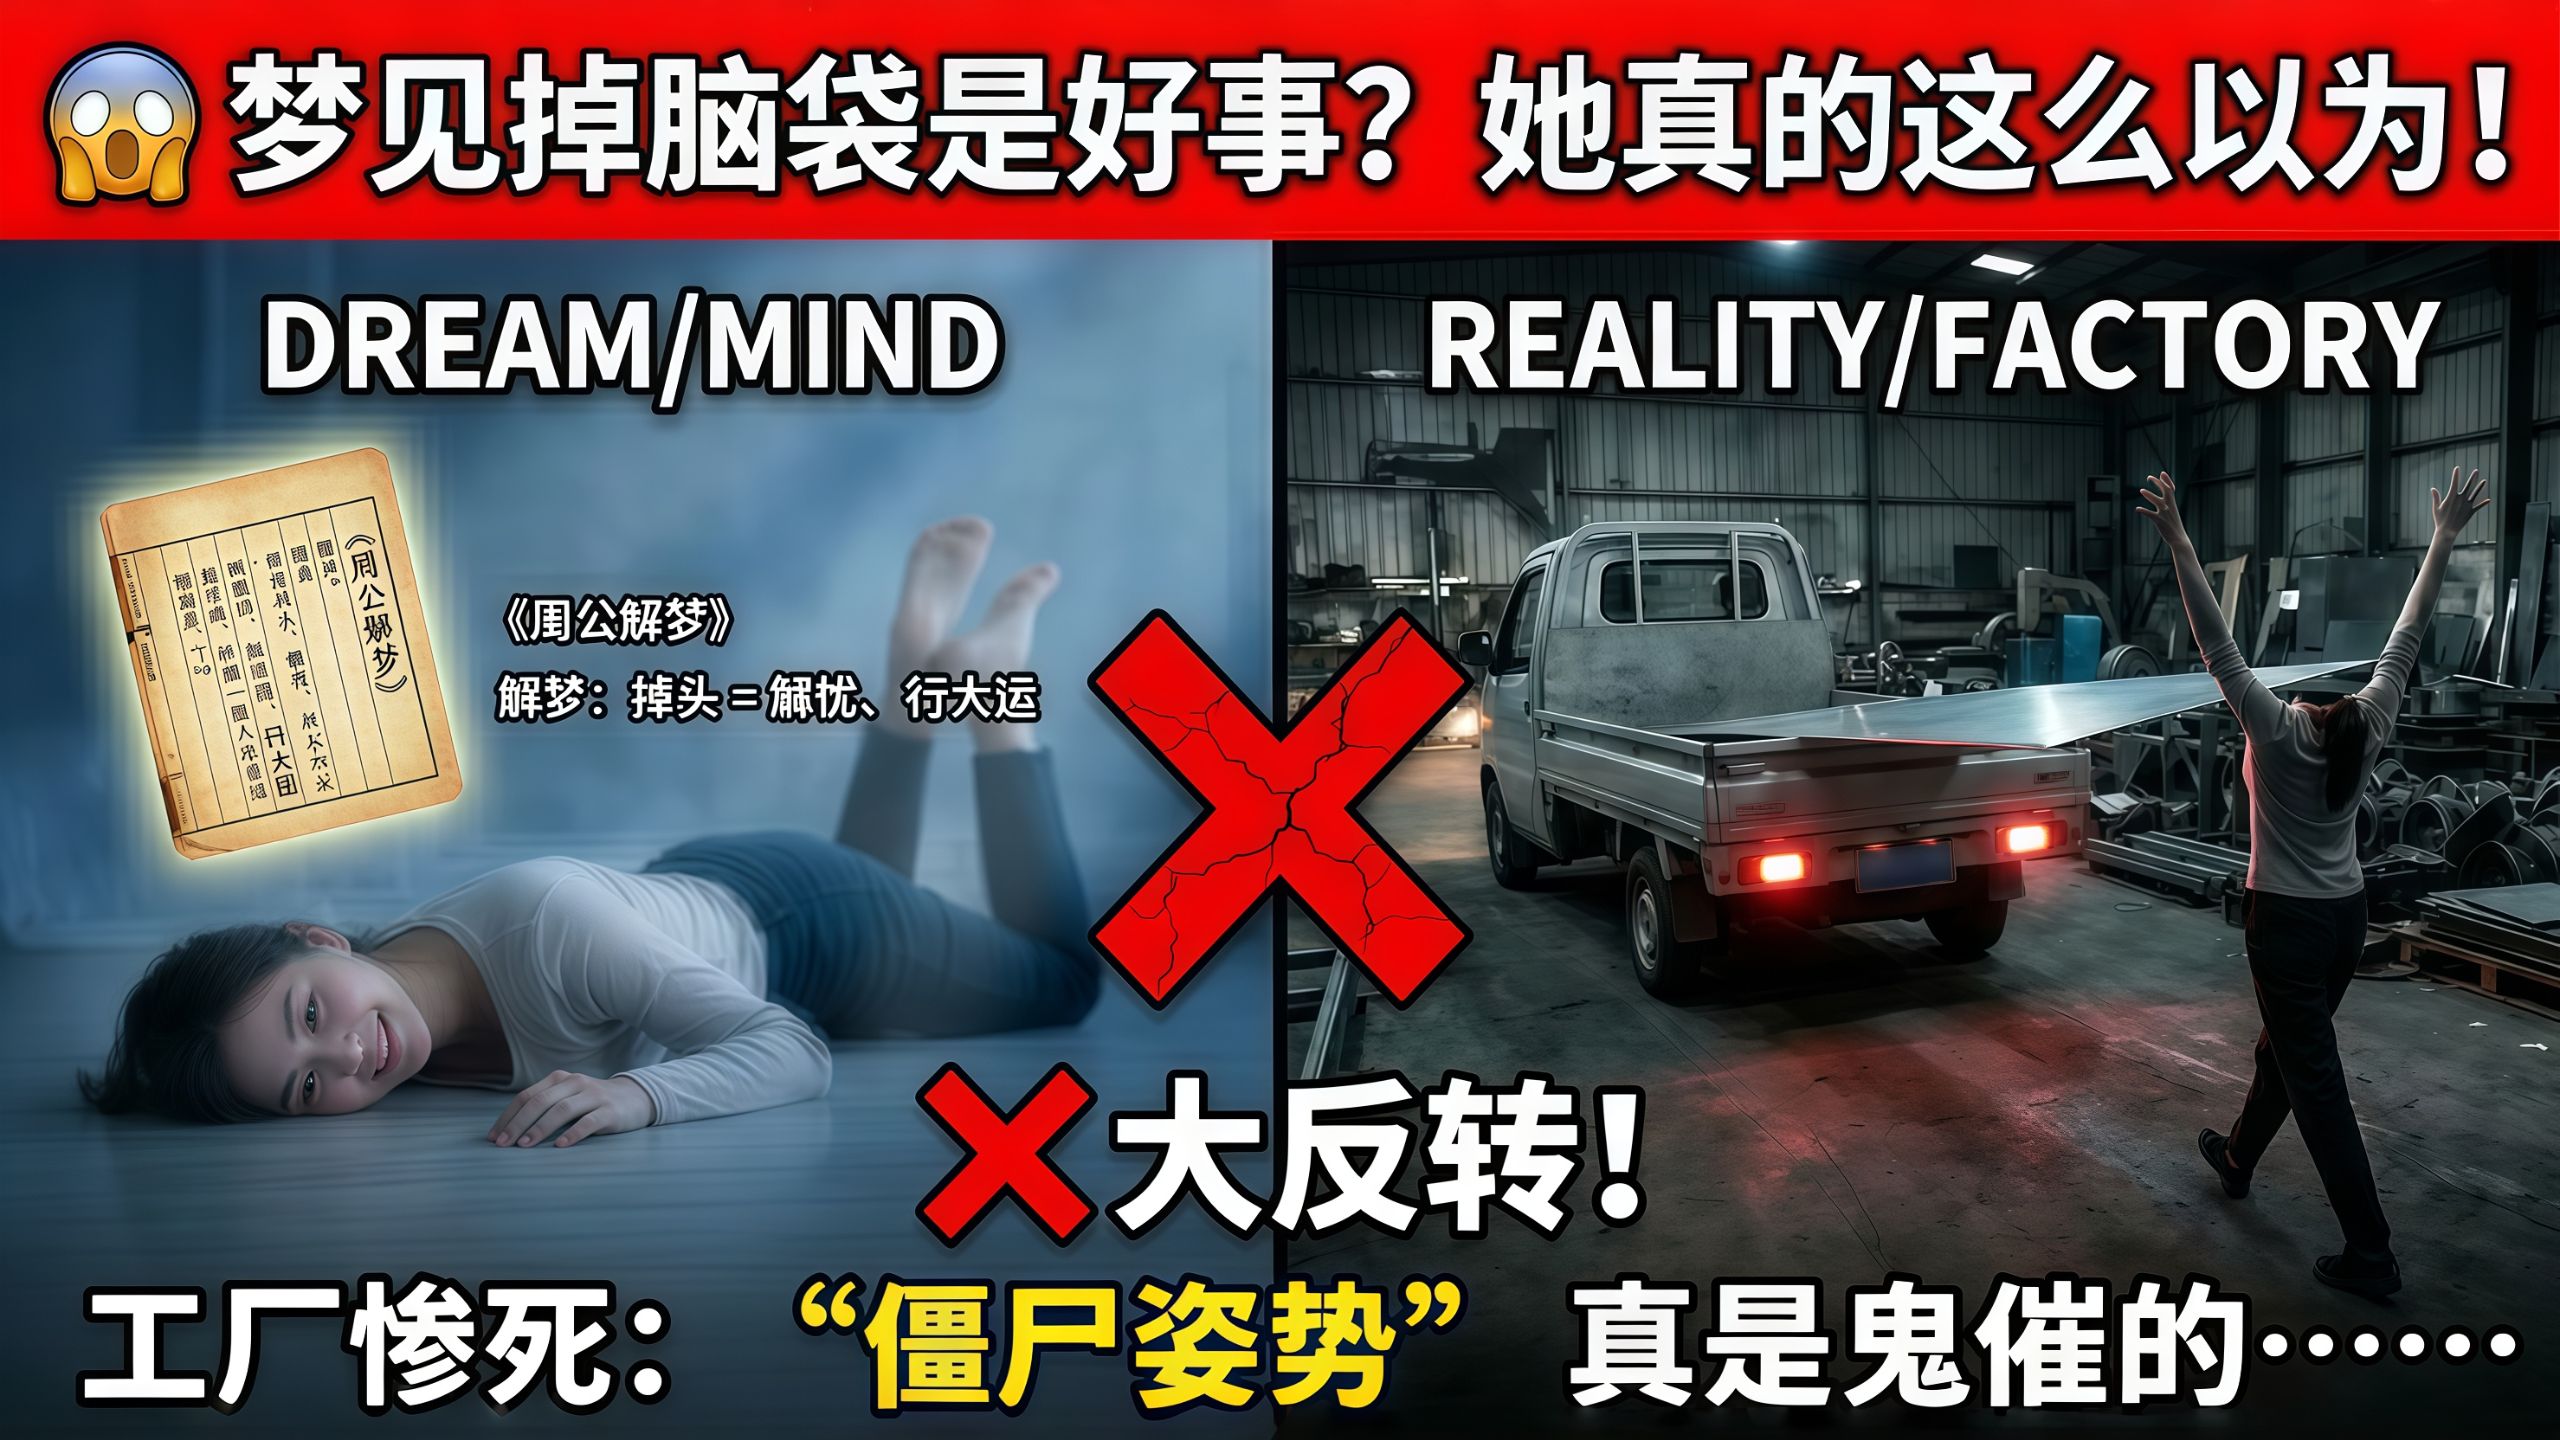 梦见掉脑袋是好事？她真的这么以为！
DREAM/MIND
REALITY/FACTORY
《周公解梦》
解梦：掉头=解忧、行大运
大反转！
工厂惨死：“僵尸姿势”真是鬼催的……